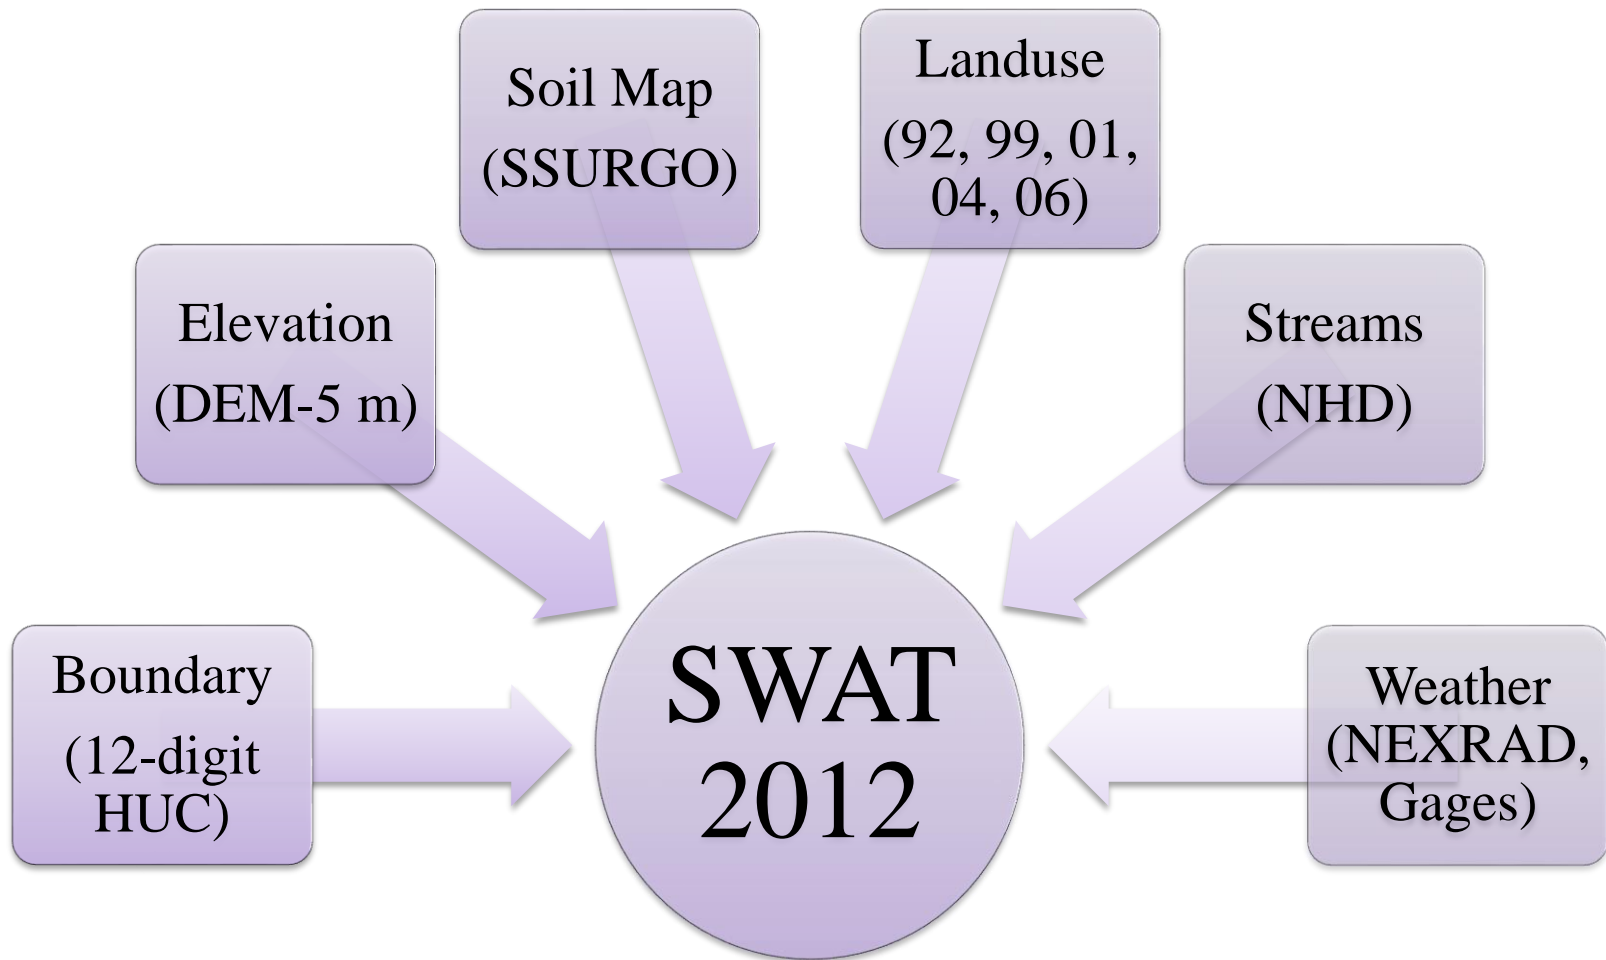 Soil Map
(SSURGO)
Landuse
(92, 99, 01,
04, 06)
Elevation
(DEM-5 m)
Streams
(NHD)
Boundary
(12-digit
HUC)
SWAT
2012
Weather
(NEXRAD,
Gages)